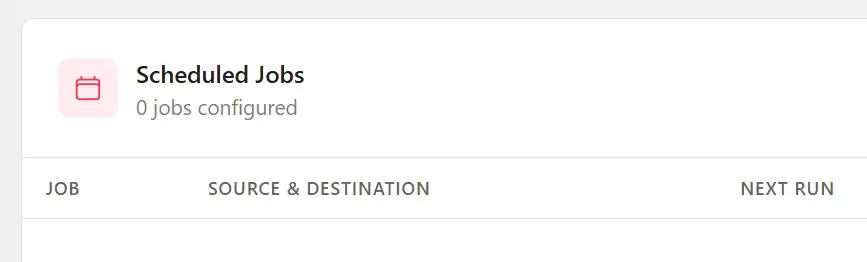 Scheduled Jobs
0 jobs configured
JOB SOURCE & DESTINATION NEXT RUN